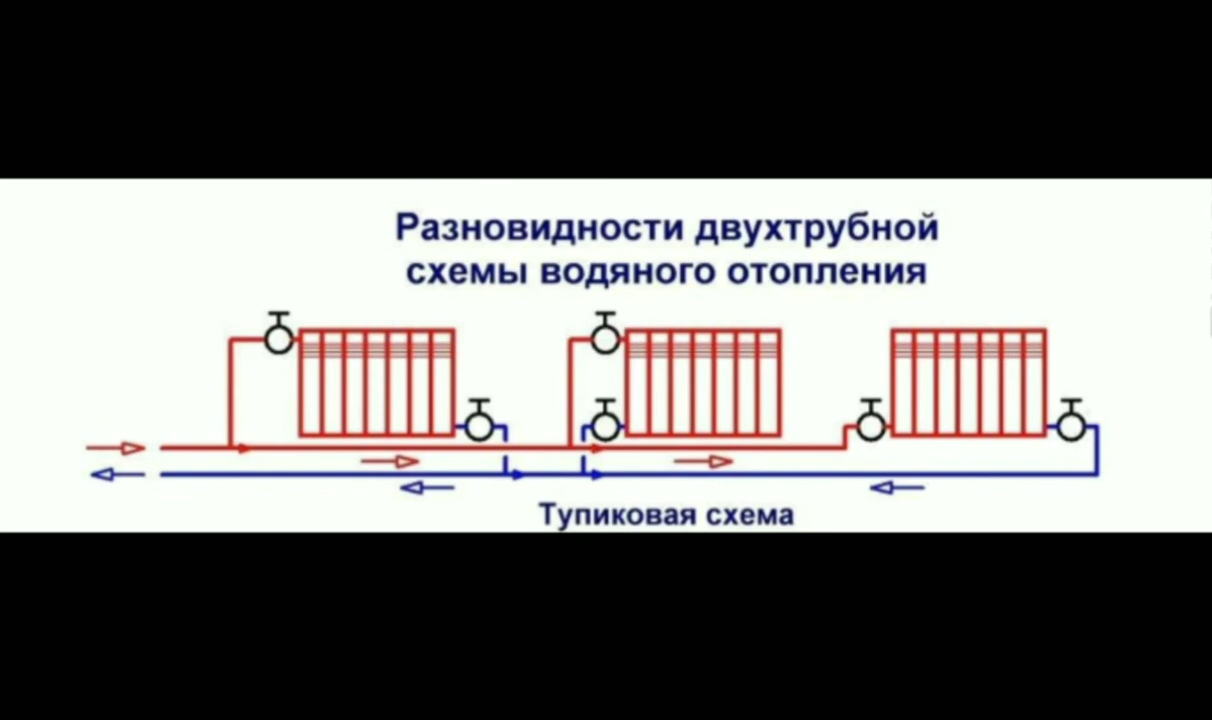 Разновидности двухтрубной
схемы водяного отопления
Тупиковая схема